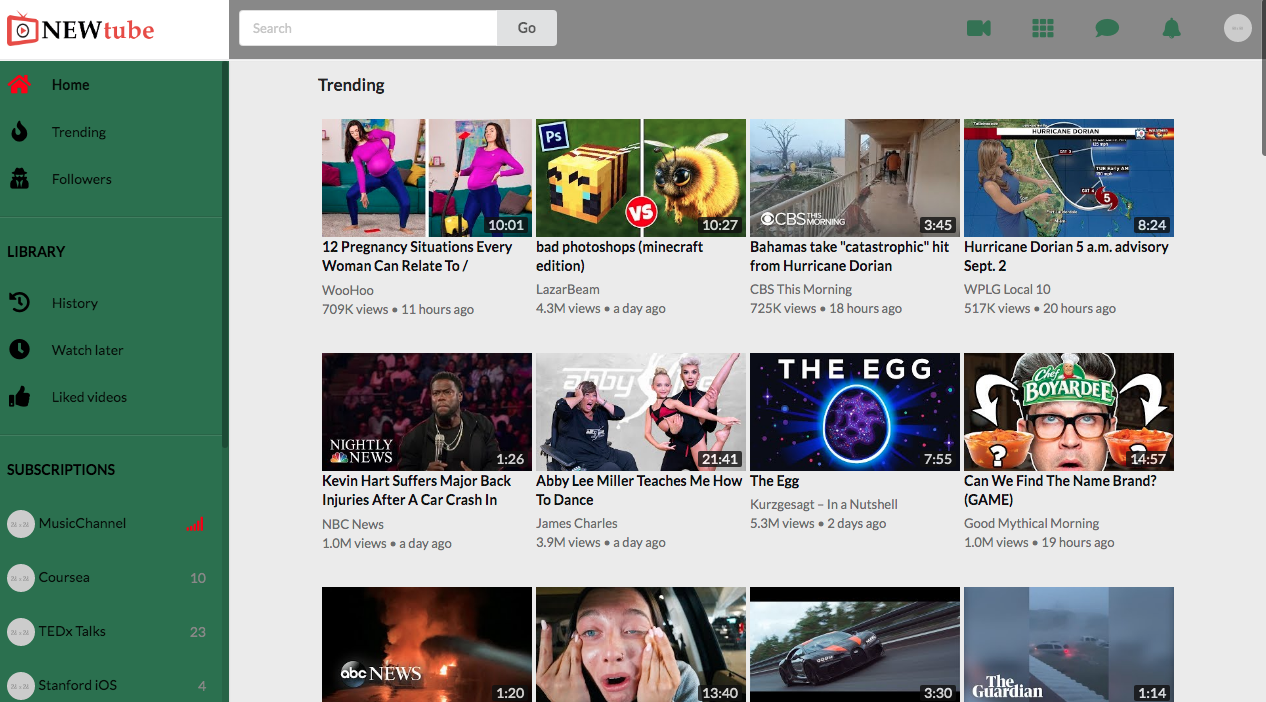 NEWtube
Search
Go
Home
Trending
Followers
LIBRARY
History
Watch later
Liked videos
SUBSCRIPTIONS
MusicChannel
Coursea
10
TEDx Talks
23
Stanford iOS
4
Trending
10:01
12 Pregnancy Situations Every
Woman Can Relate To /
WooHoo
709K views • 11 hours ago
Ps
VS
10:27
bad photoshops (minecraft
edition)
LazarBeam
4.3M views • a day ago
CBS THIS MORNING
3:45
Bahamas take "catastrophic" hit
from Hurricane Dorian
CBS This Morning
725K views • 18 hours ago
HURRICANE DORIAN
5
8:24
Hurricane Dorian 5 a.m. advisory
Sept. 2
WPLG Local 10
517K views • 20 hours ago
NIGHTLY
NEWS
1:26
Kevin Hart Suffers Major Back
Injuries After A Car Crash In
NBC News
1.0M views • a day ago
21:41
Abby Lee Miller Teaches Me How
To Dance
James Charles
3.9M views • a day ago
THE EGG
7:55
The Egg
Kurzgesagt – In a Nutshell
5.3M views • 2 days ago
Chef
BOYARDEE
?
?
14:57
Can We Find The Name Brand?
(GAME)
Good Mythical Morning
1.0M views • 19 hours ago
abc NEWS
1:20
13:40
3:30
The
Guardian
1:14